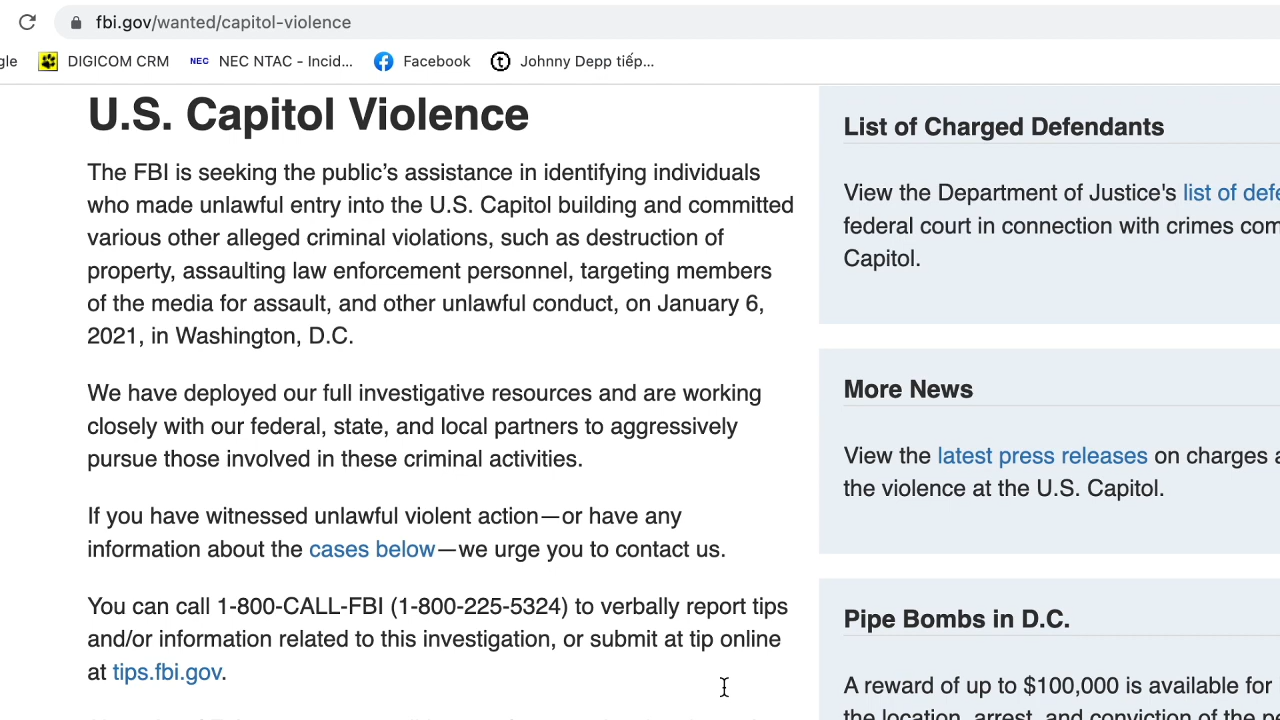 fbi.gov/wanted/capitol-violence
gle DIGICOM CRM NEC NEC NTAC - Incid... Facebook Johnny Depp tiếp...
U.S. Capitol Violence
The FBI is seeking the public’s assistance in identifying individuals
who made unlawful entry into the U.S. Capitol building and committed
various other alleged criminal violations, such as destruction of
property, assaulting law enforcement personnel, targeting members
of the media for assault, and other unlawful conduct, on January 6,
2021, in Washington, D.C.
We have deployed our full investigative resources and are working
closely with our federal, state, and local partners to aggressively
pursue those involved in these criminal activities.
If you have witnessed unlawful violent action—or have any
information about the cases below—we urge you to contact us.
You can call 1-800-CALL-FBI (1-800-225-5324) to verbally report tips
and/or information related to this investigation, or submit at tip online
at tips.fbi.gov.
List of Charged Defendants
View the Department of Justice's list of defe
federal court in connection with crimes com
Capitol.
More News
View the latest press releases on charges a
the violence at the U.S. Capitol.
Pipe Bombs in D.C.
A reward of up to $100,000 is available for
the location, arrest, and conviction of the pe